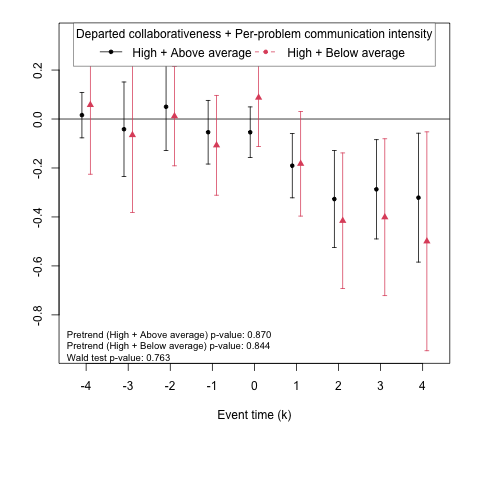 Departed collaborativeness + Per-problem communication intensity
High + Above average High + Below average
0.2
0.0
-0.2
-0.4
-0.6
-0.8
Pretrend (High + Above average) p-value: 0.870
Pretrend (High + Below average) p-value: 0.844
Wald test p-value: 0.763
-4 -3 -2 -1 0 1 2 3 4
Event time (k)